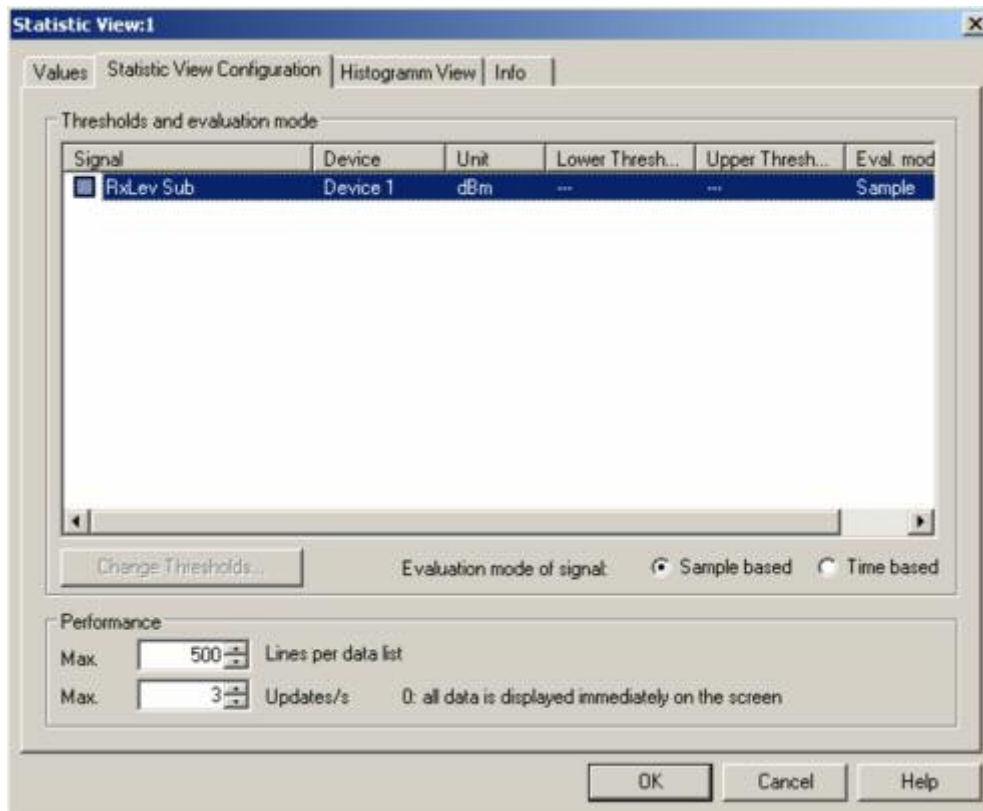 Statistic View:1
Values Statistic View Configuration Histogramm View Info
Thresholds and evaluation mode
Signal Device Unit Lower Thresh... Upper Thresh... Eval. mod
RxLev Sub Device 1 dBm --- --- Sample
Change Thresholds... Evaluation mode of signal: Sample based Time based
Performance
Max. 500 Lines per data list
Max. 3 Updates/s 0: all data is displayed immediately on the screen
OK Cancel Help